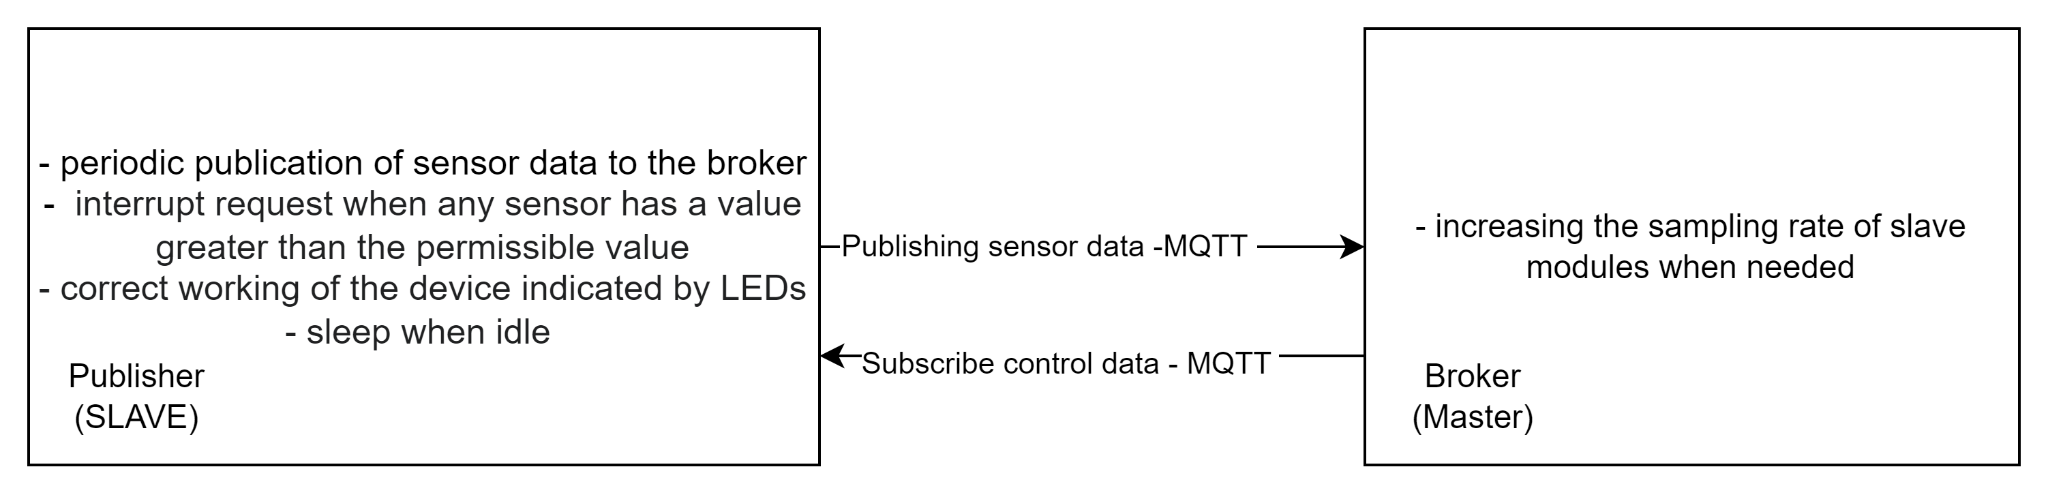 - periodic publication of sensor data to the broker
- interrupt request when any sensor has a value
greater than the permissible value
- correct working of the device indicated by LEDs
- sleep when idle
Publisher
(SLAVE)
Publishing sensor data -MQTT
Subscribe control data - MQTT
- increasing the sampling rate of slave
modules when needed
Broker
(Master)